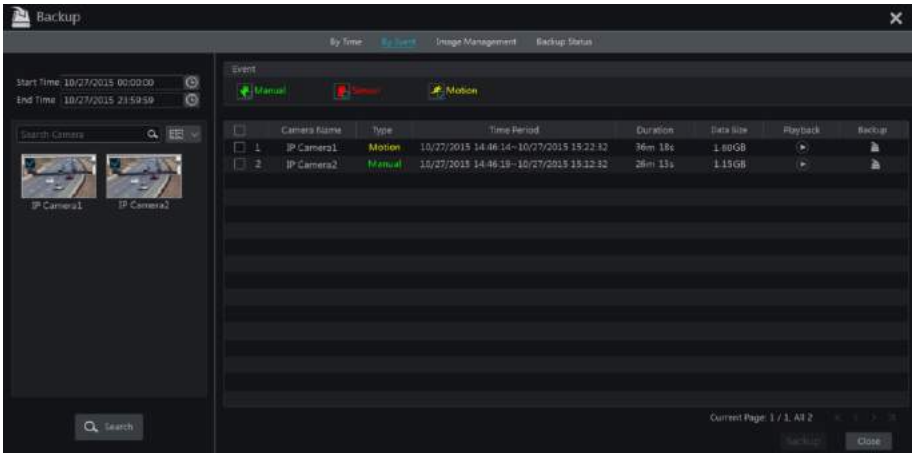 Backup
By Time By Event Image Management Backup Status
Start Time 10/27/2015 00:00:00
End Time 10/27/2015 23:59:59
Search Camera
IP Camera1 IP Camera2
Search
Event
Manual Sensor Motion
Camera Name Type Time Period Duration Data Size Playback Backup
1 IP Camera1 Motion 10/27/2015 14:46:14--10/27/2015 15:22:32 36m 18s 1.60GB
2 IP Camera2 Manual 10/27/2015 14:46:19--10/27/2015 15:12:32 26m 13s 1.15GB
Current Page: 1 / 1, All 2
Backup Close